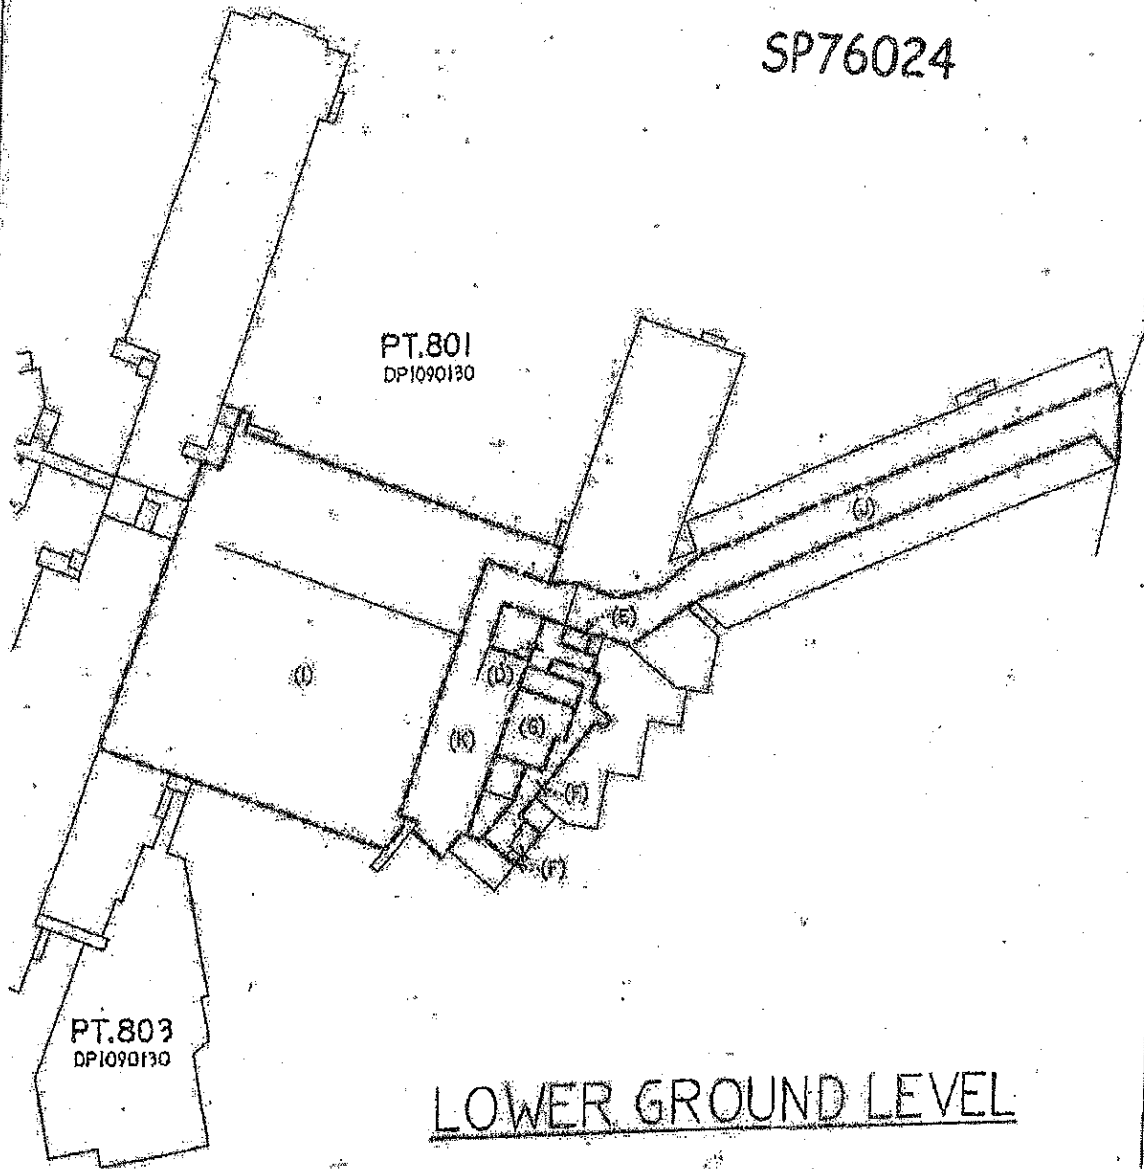 SP76024
PT.801
DP1090130
(J)
(E)
(I)
(D)
(G)
(K)
(F)
PT.803
DP1090130
LOWER GROUND LEVEL